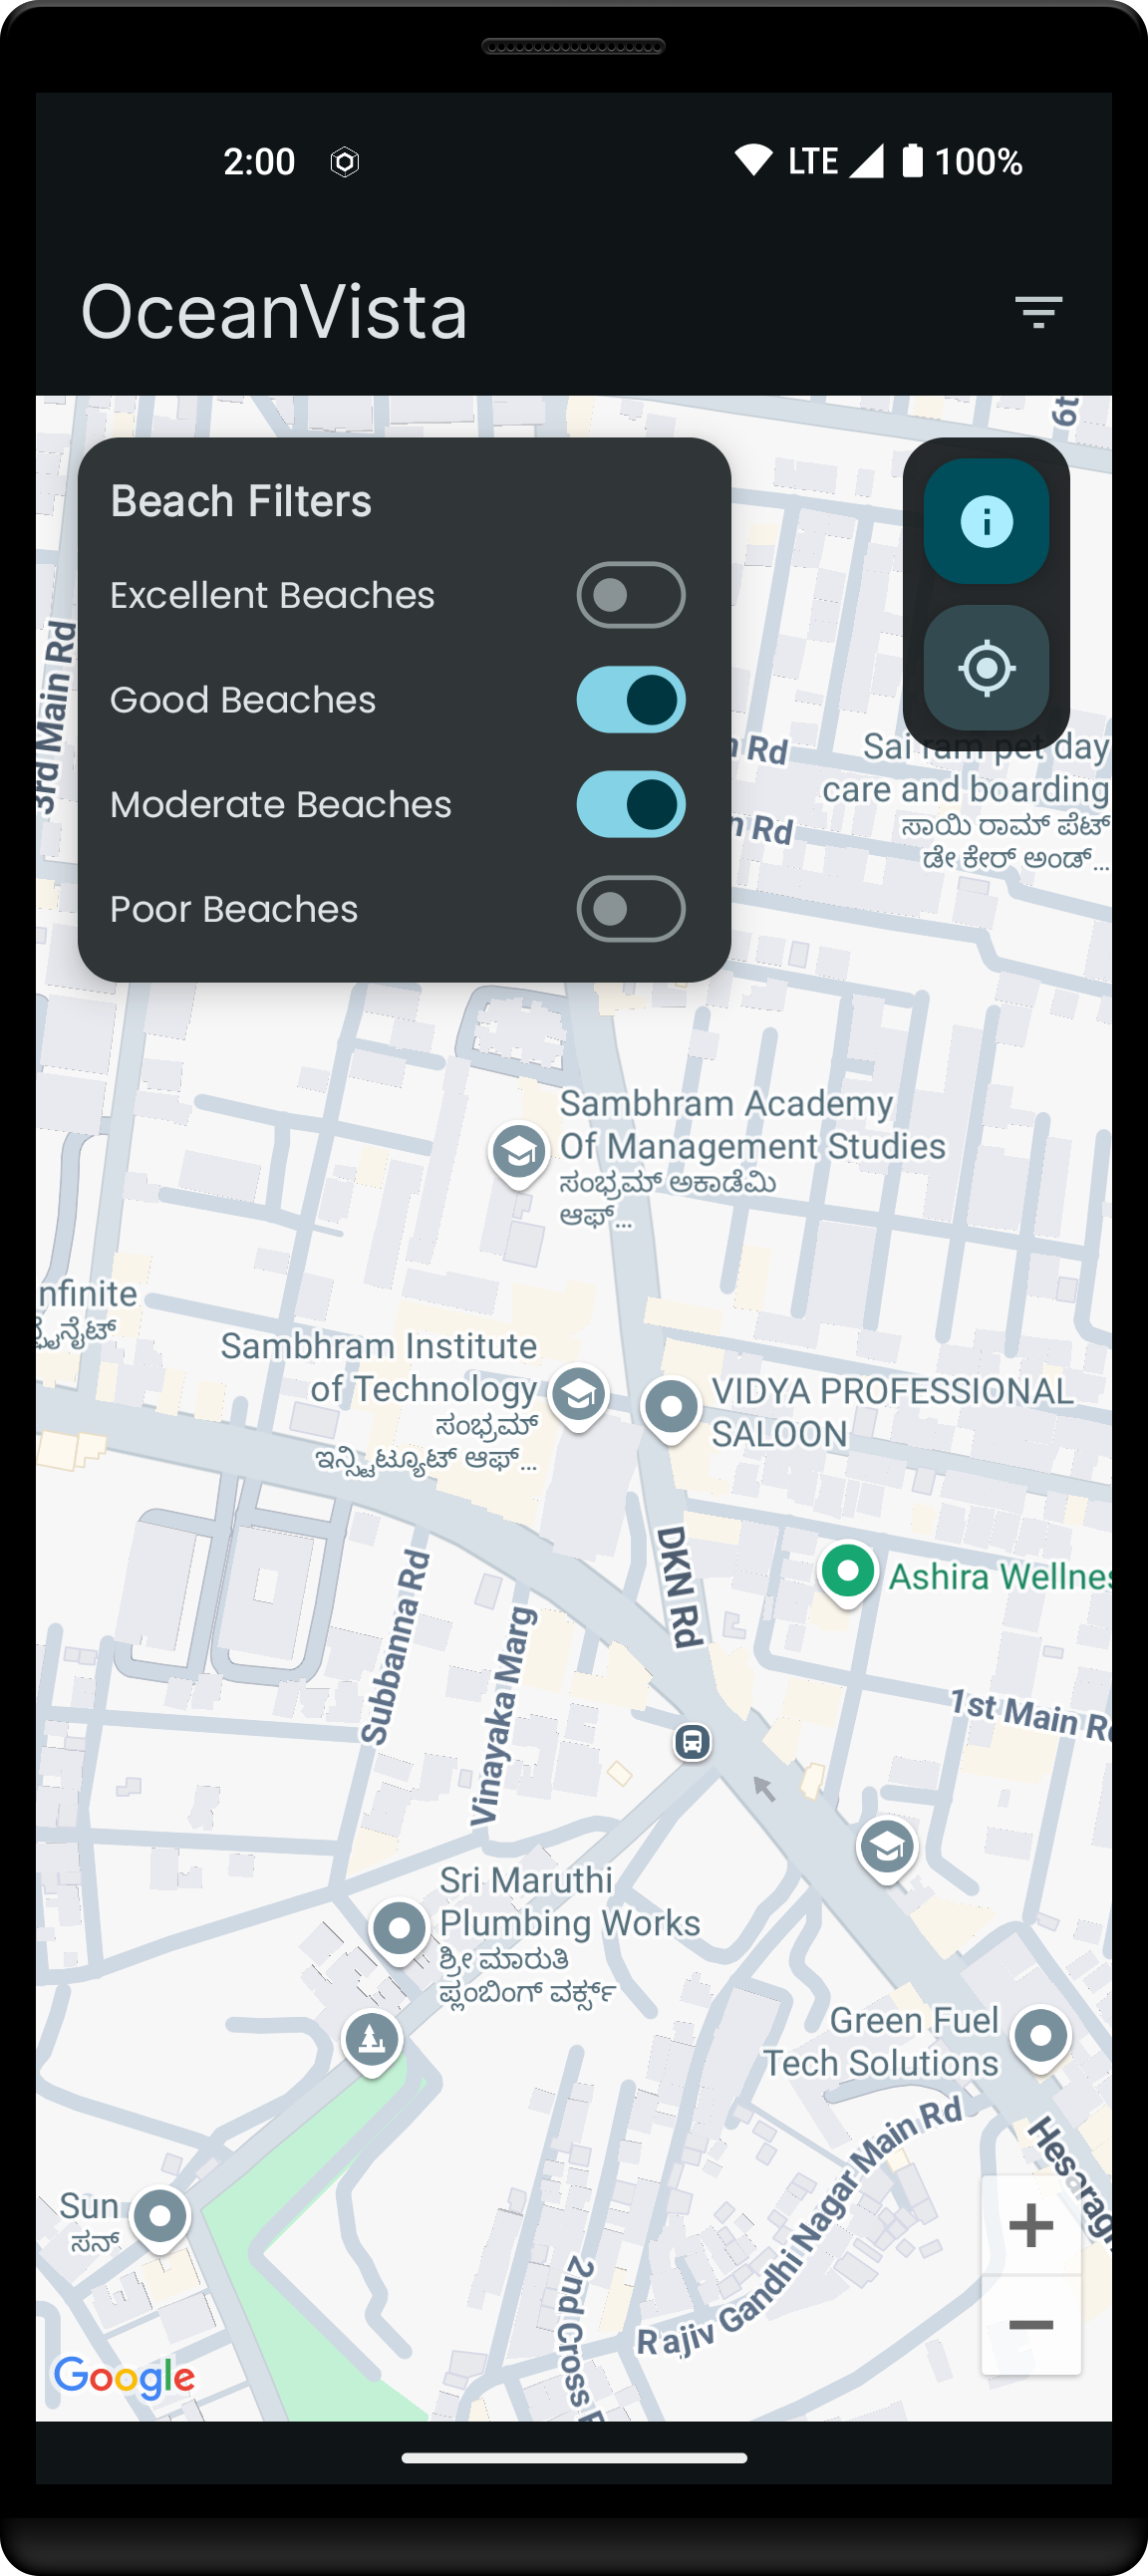 2:00 LTE 100%
OceanVista
6t
Beach Filters
Excellent Beaches
Good Beaches
Moderate Beaches
Poor Beaches
3rd Main Rd
Rd
Rd
Sai ram pet day
care and boarding
ಸಾಯಿ ರಾಮ್ ಪೆಟ್
ಡೇ ಕೇರ್ ಅಂಡ್...
Sambhram Academy
Of Management Studies
ಸಂಭ್ರಮ್ ಅಕಾಡೆಮಿ
ಆಫ್...
nfinite
Sambhram Institute
of Technology
ಸಂಭ್ರಮ್
ಇನ್ಸ್ಟಿಟ್ಯೂಟ್ ಆಫ್...
VIDYA PROFESSIONAL
SALOON
DKN Rd
Ashira Wellnes
Subbanna Rd
Vinayaka Marg
1st Main R
Sri Maruthi
Plumbing Works
ಶ್ರೀ ಮಾರುತಿ
ಪ್ಲಂಬಿಂಗ್ ವರ್ಕ್ಸ್
Green Fuel
Tech Solutions
Rajiv Gandhi Nagar Main Rd
Hesaragh
Sun
ಸನ್
2nd Cross R
+
−
Google